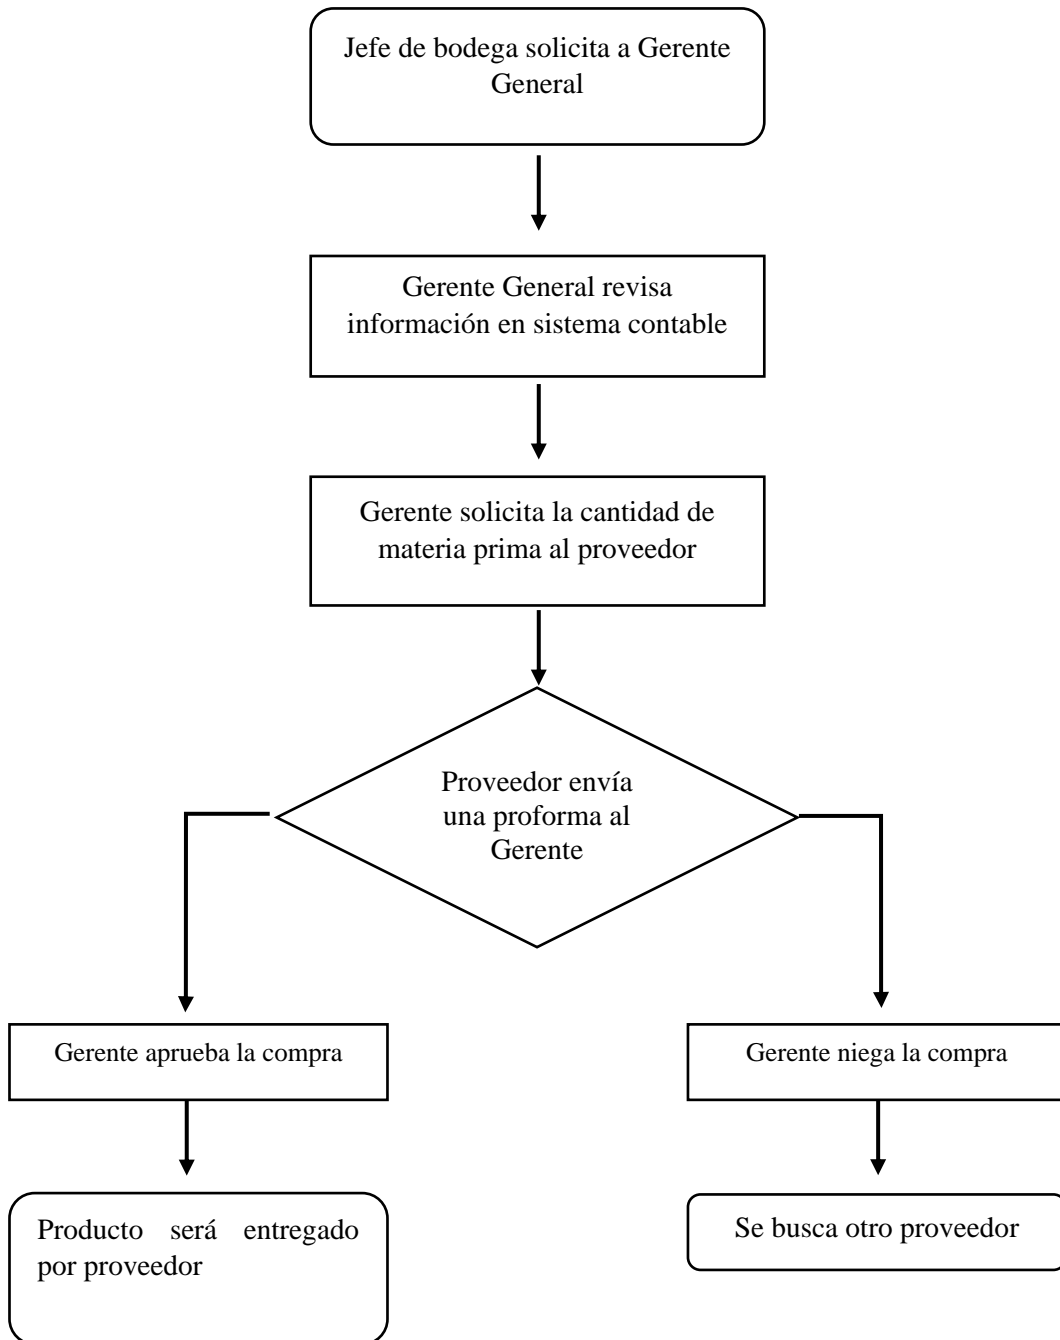 Jefe de bodega solicita a Gerente
General
Gerente General revisa
información en sistema contable
Gerente solicita la cantidad de
materia prima al proveedor
Proveedor envía
una proforma al
Gerente
Gerente aprueba la compra
Gerente niega la compra
Producto será entregado
por proveedor
Se busca otro proveedor